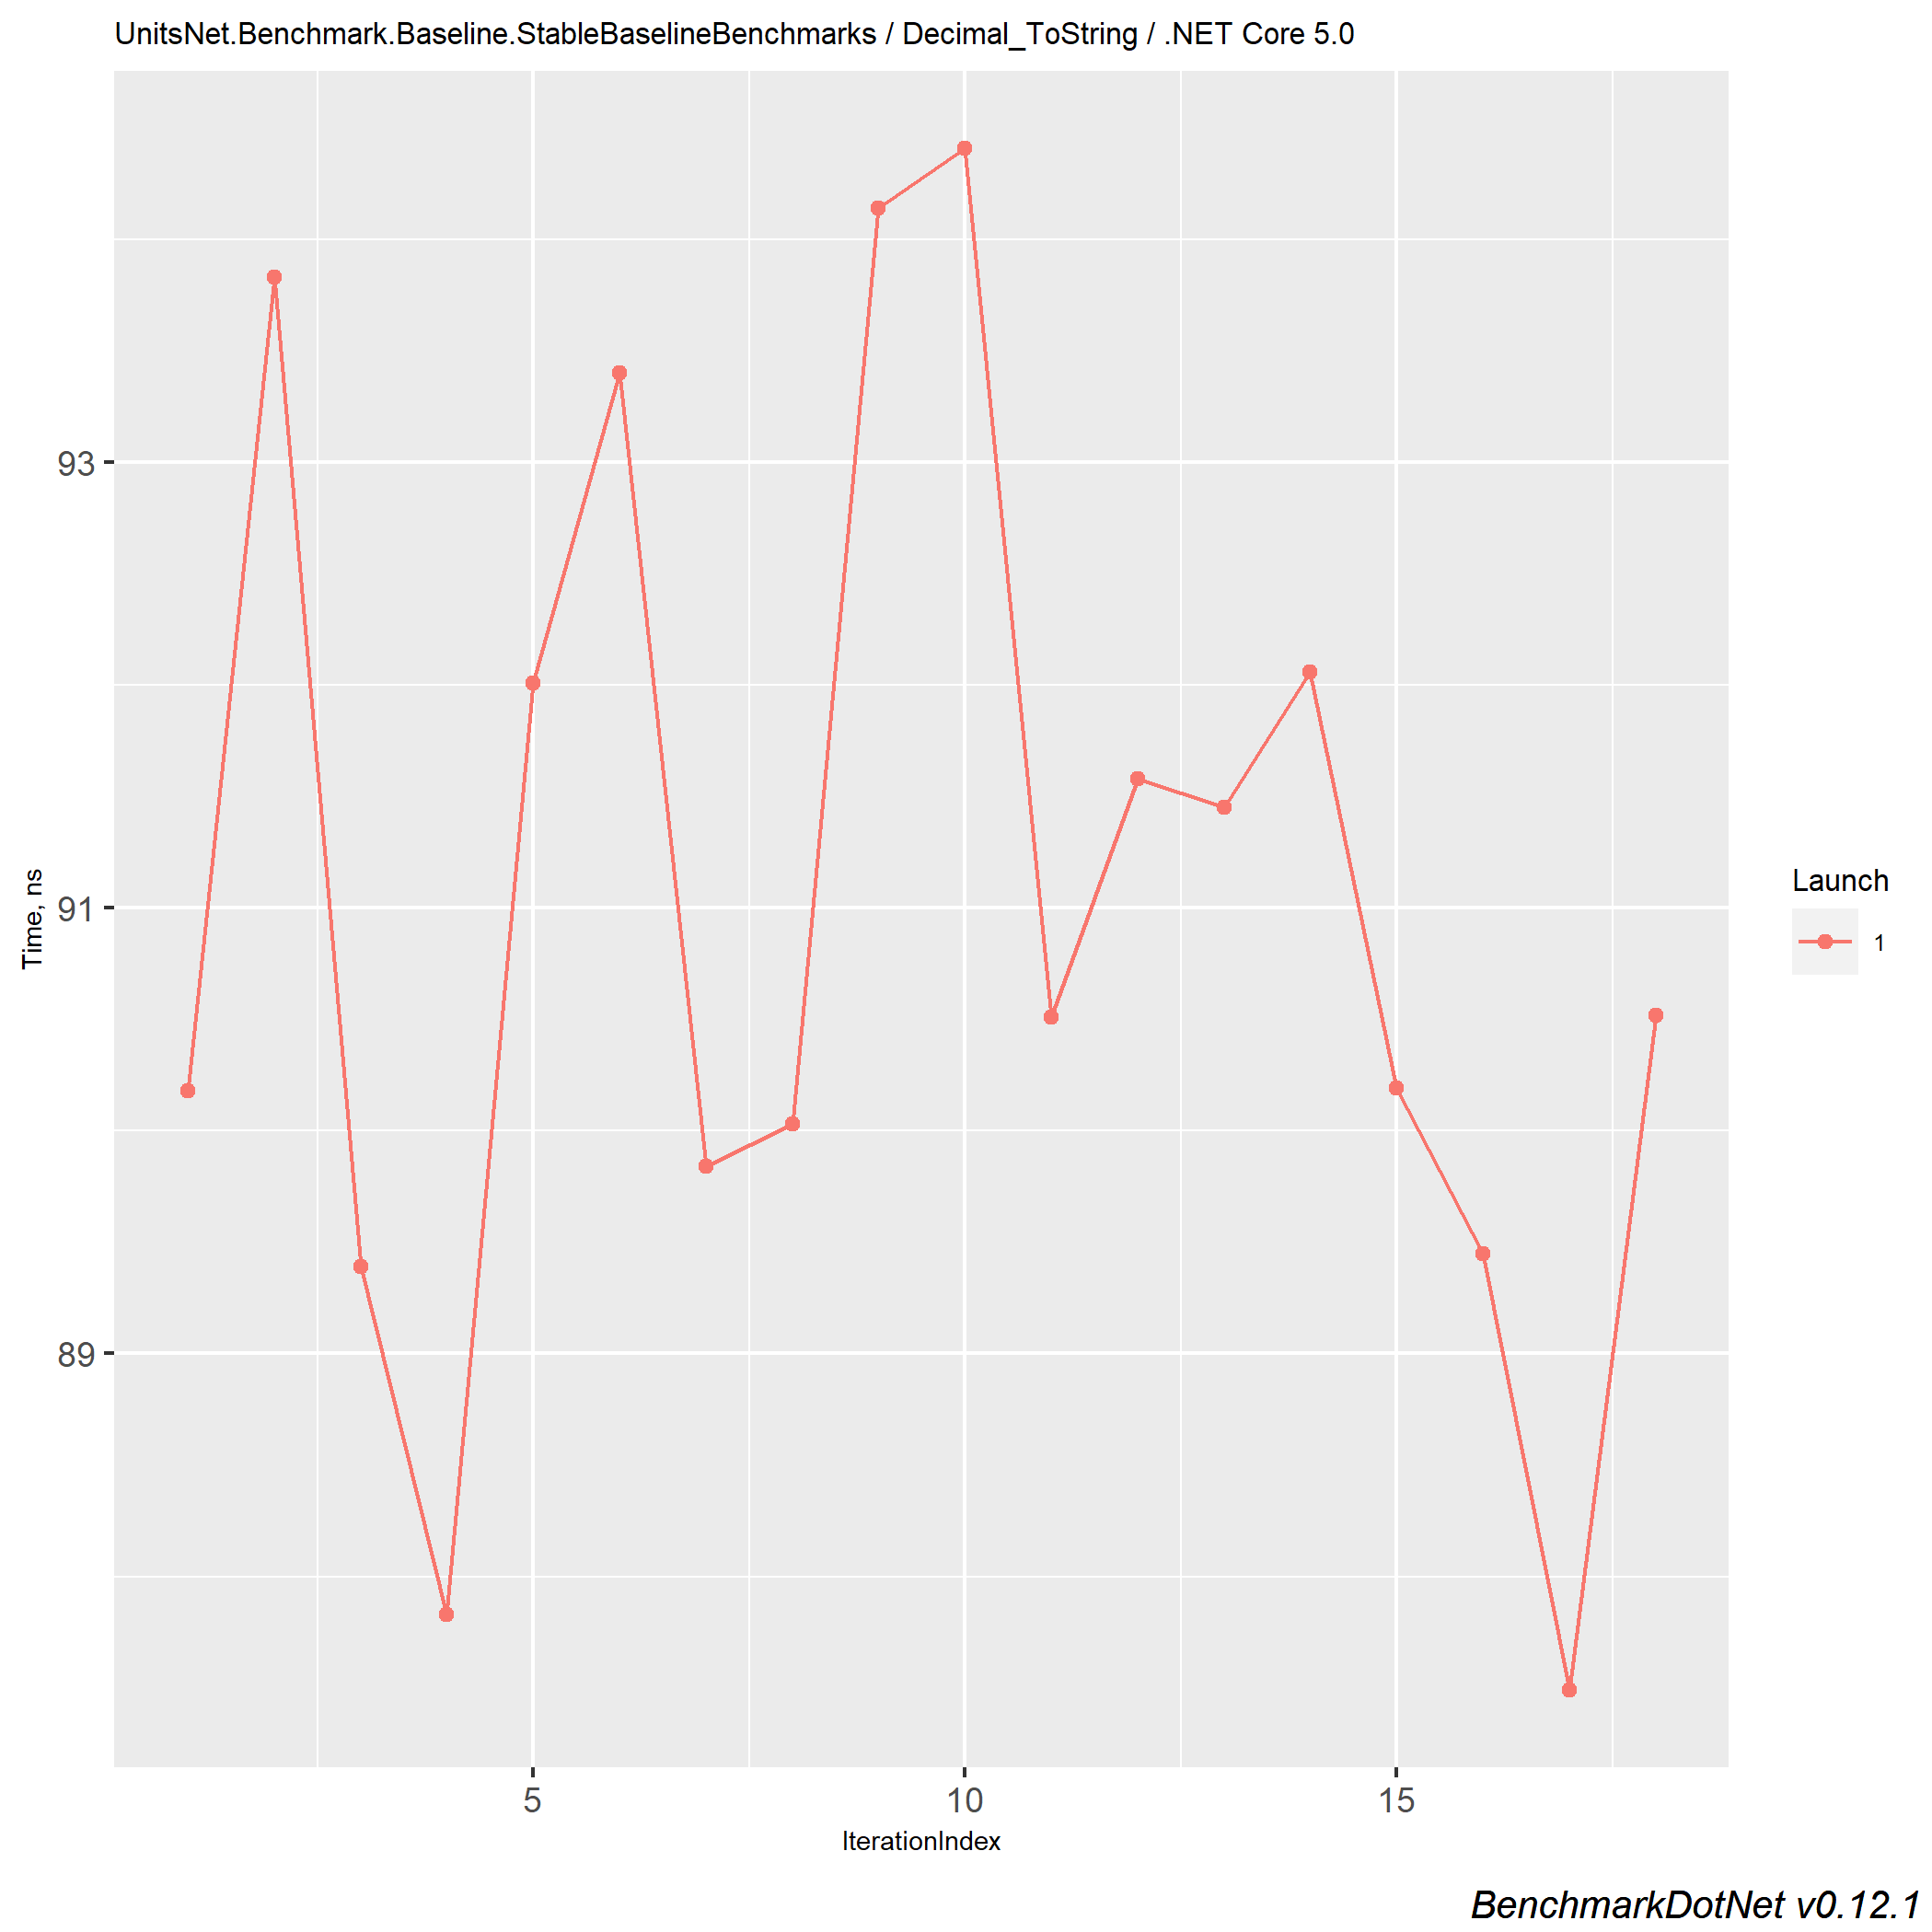 UnitsNet.Benchmark.Baseline.StableBaselineBenchmarks / Decimal_ToString / .NET Core 5.0
93
91
89
Time, ns
5
10
15
IterationIndex
Launch
1
BenchmarkDotNet v0.12.1